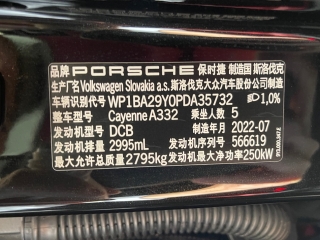 品牌 PORSCHE 保时捷 制造国 斯洛伐克
生产厂名 Volkswagen Slovakia a.s. 斯洛伐克大众汽车股份公司制造
车辆识别代号 WP1BA29Y0PDA35732 1,0%
整车型号 Cayenne A332 乘坐人数 5
发动机型号 DCB 制造年月 2022-07
发动机排量 2995mL 发动机序列号 566619
最大允许总质量 2795kg 发动机最大净功率 250kW